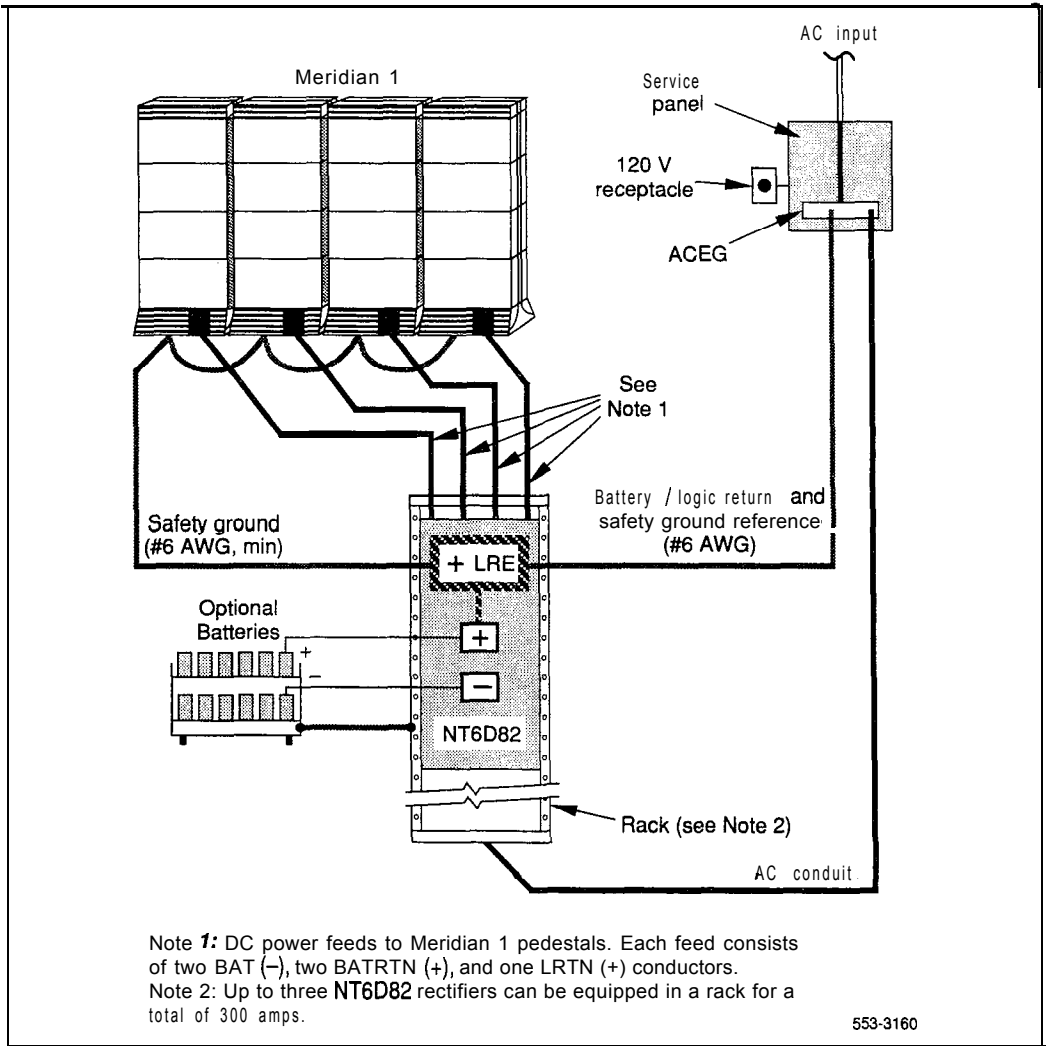 AC input
Meridian 1
Service
panel
120 V
receptacle
ACEG
See
Note 1
Battery / logic return and
safety ground reference
(#6 AWG)
Safety ground
(#6 AWG, min)
+ LRE
Optional
Batteries
+
+
−
−
NT6D82
Rack (see Note 2)
AC conduit
Note 1: DC power feeds to Meridian 1 pedestals. Each feed consists
of two BAT (−), two BATRTN (+), and one LRTN (+) conductors.
Note 2: Up to three NT6D82 rectifiers can be equipped in a rack for a
total of 300 amps.
553-3160